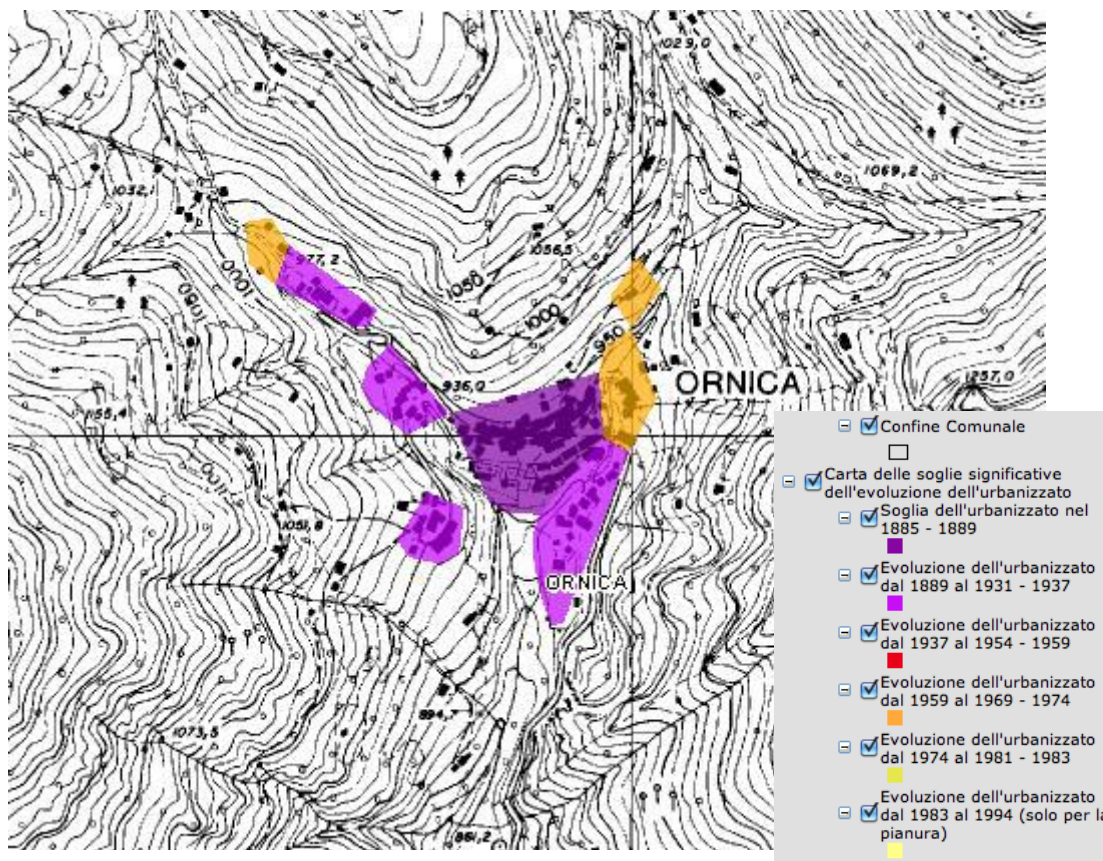 1029,0
1069,2
1032,1
1056,5
977,2
1000
1050
1050
1000
950
936,0
ORNICA
1257,0
1155,4
1051,8
ORNICA
894,
1073,5
861,2
Confine Comunale
Carta delle soglie significative
dell'evoluzione dell'urbanizzato
Soglia dell'urbanizzato nel
1885 - 1889
Evoluzione dell'urbanizzato
dal 1889 al 1931 - 1937
Evoluzione dell'urbanizzato
dal 1937 al 1954 - 1959
Evoluzione dell'urbanizzato
dal 1959 al 1969 - 1974
Evoluzione dell'urbanizzato
dal 1974 al 1981 - 1983
Evoluzione dell'urbanizzato
dal 1983 al 1994 (solo per la
pianura)